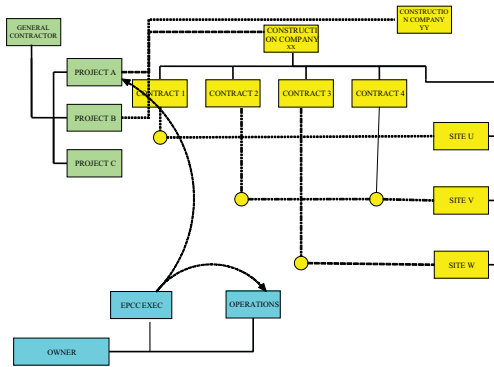 GENERAL
CONTRACTOR
CONSTRUCTIO
N COMPANY
YY
CONSTRUCTI
ON COMPANY
XX
PROJECT A
CONTRACT 1
CONTRACT 2
CONTRACT 3
CONTRACT 4
PROJECT B
SITE U
PROJECT C
SITE V
SITE W
EPCC EXEC
OPERATIONS
OWNER